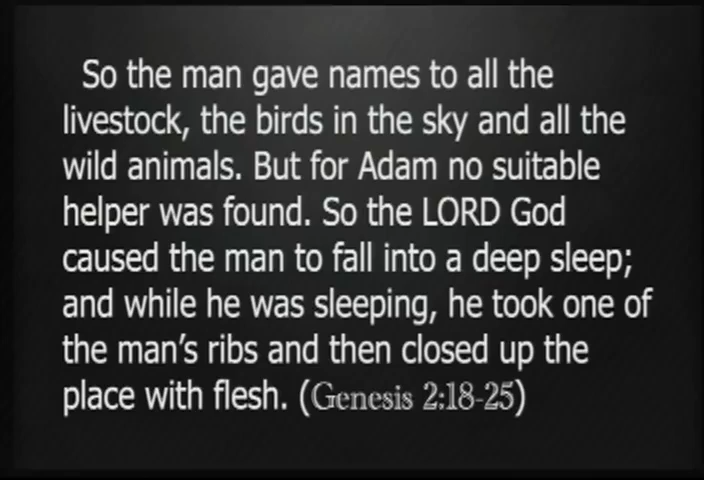 So the man gave names to all the
livestock, the birds in the sky and all the
wild animals. But for Adam no suitable
helper was found. So the LORD God
caused the man to fall into a deep sleep;
and while he was sleeping, he took one of
the man’s ribs and then closed up the
place with flesh. (Genesis 2:18-25)